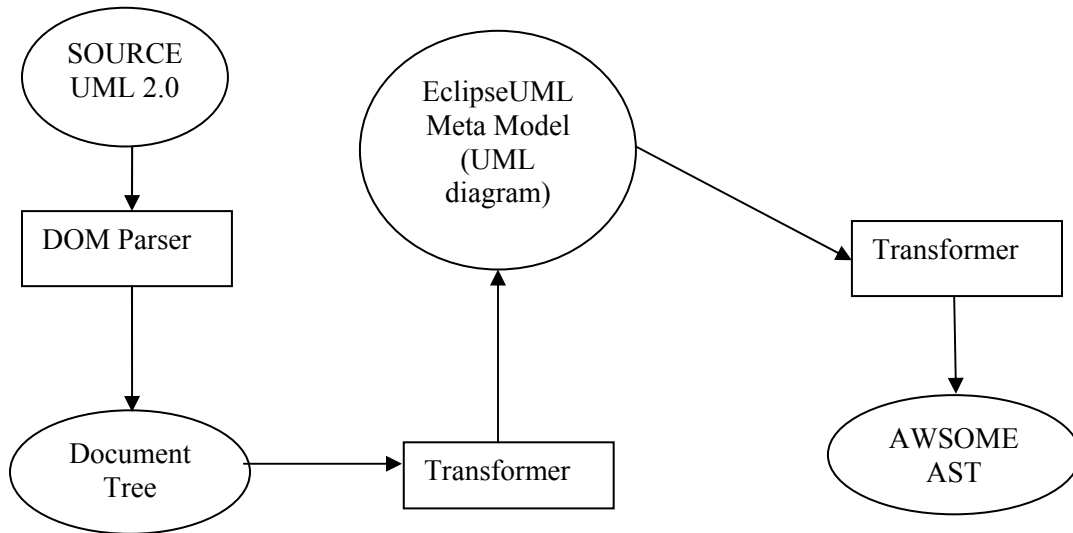 SOURCE
UML 2.0
DOM Parser
Document
Tree
Transformer
EclipseUML
Meta Model
(UML
diagram)
Transformer
AWSOME
AST